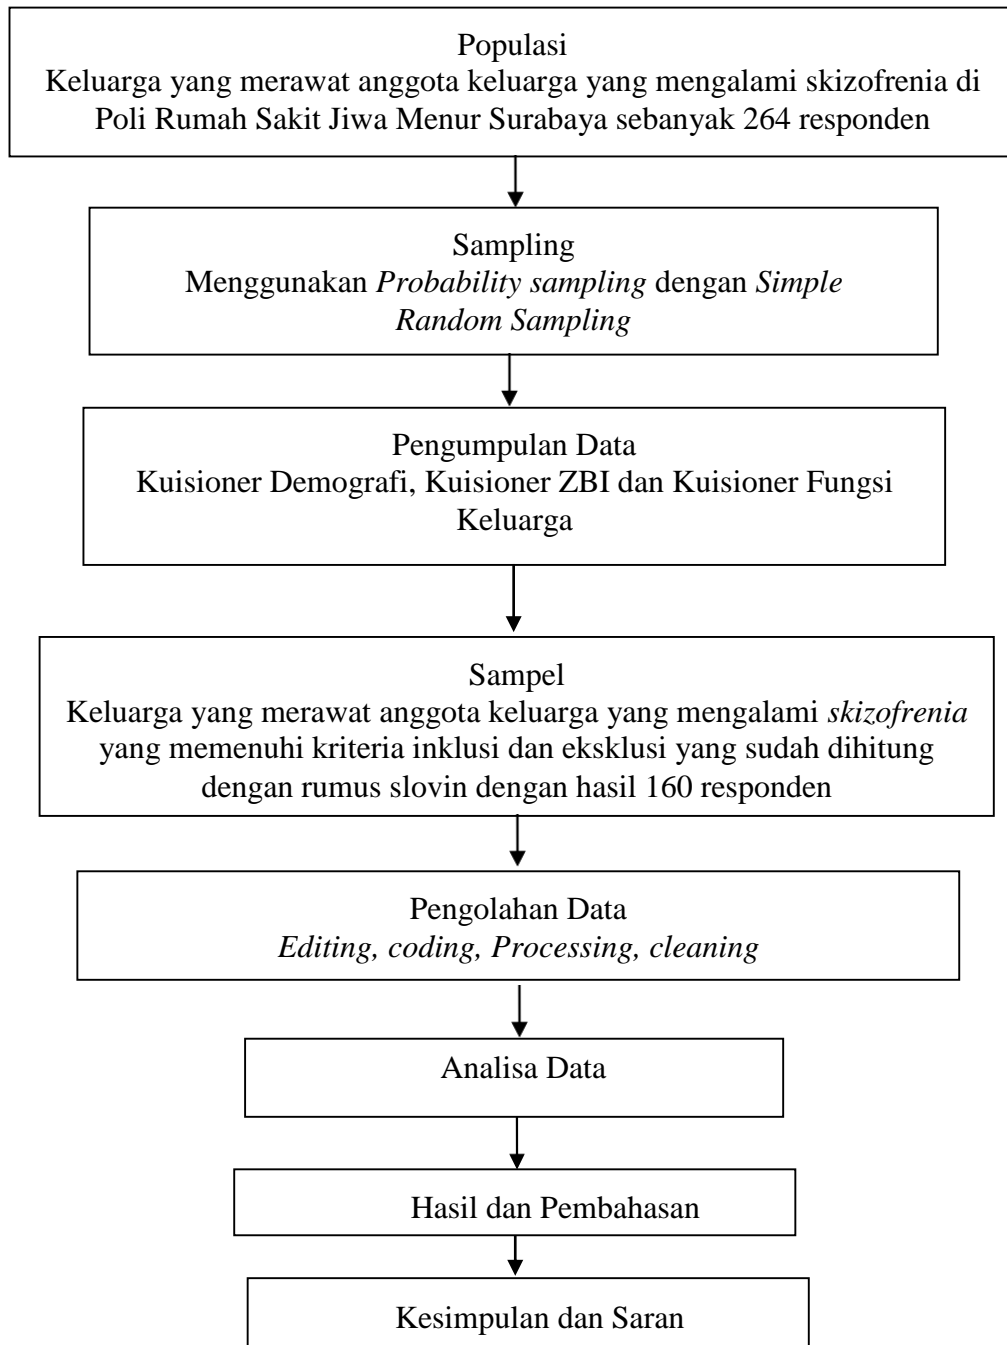 Populasi
Keluarga yang merawat anggota keluarga yang mengalami skizofrenia di
Poli Rumah Sakit Jiwa Menur Surabaya sebanyak 264 responden
Sampling
Menggunakan Probability sampling dengan Simple
Random Sampling
Pengumpulan Data
Kuisioner Demografi, Kuisioner ZBI dan Kuisioner Fungsi
Keluarga
Sampel
Keluarga yang merawat anggota keluarga yang mengalami skizofrenia
yang memenuhi kriteria inklusi dan eksklusi yang sudah dihitung
dengan rumus slovin dengan hasil 160 responden
Pengolahan Data
Editing, coding, Processing, cleaning
Analisa Data
Hasil dan Pembahasan
Kesimpulan dan Saran